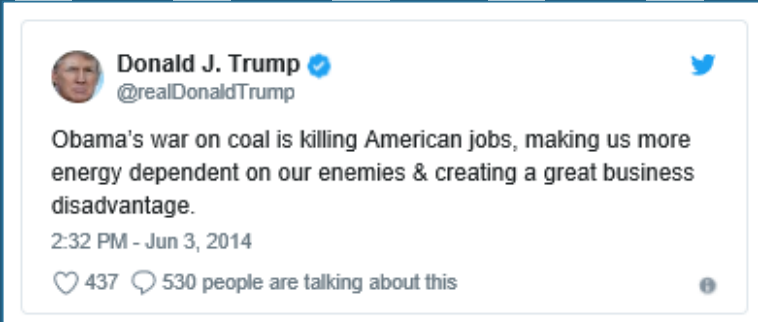 Donald J. Trump
@realDonaldTrump
Obama's war on coal is killing American jobs, making us more
energy dependent on our enemies & creating a great business
disadvantage.
2:32 PM - Jun 3, 2014
437 530 people are talking about this